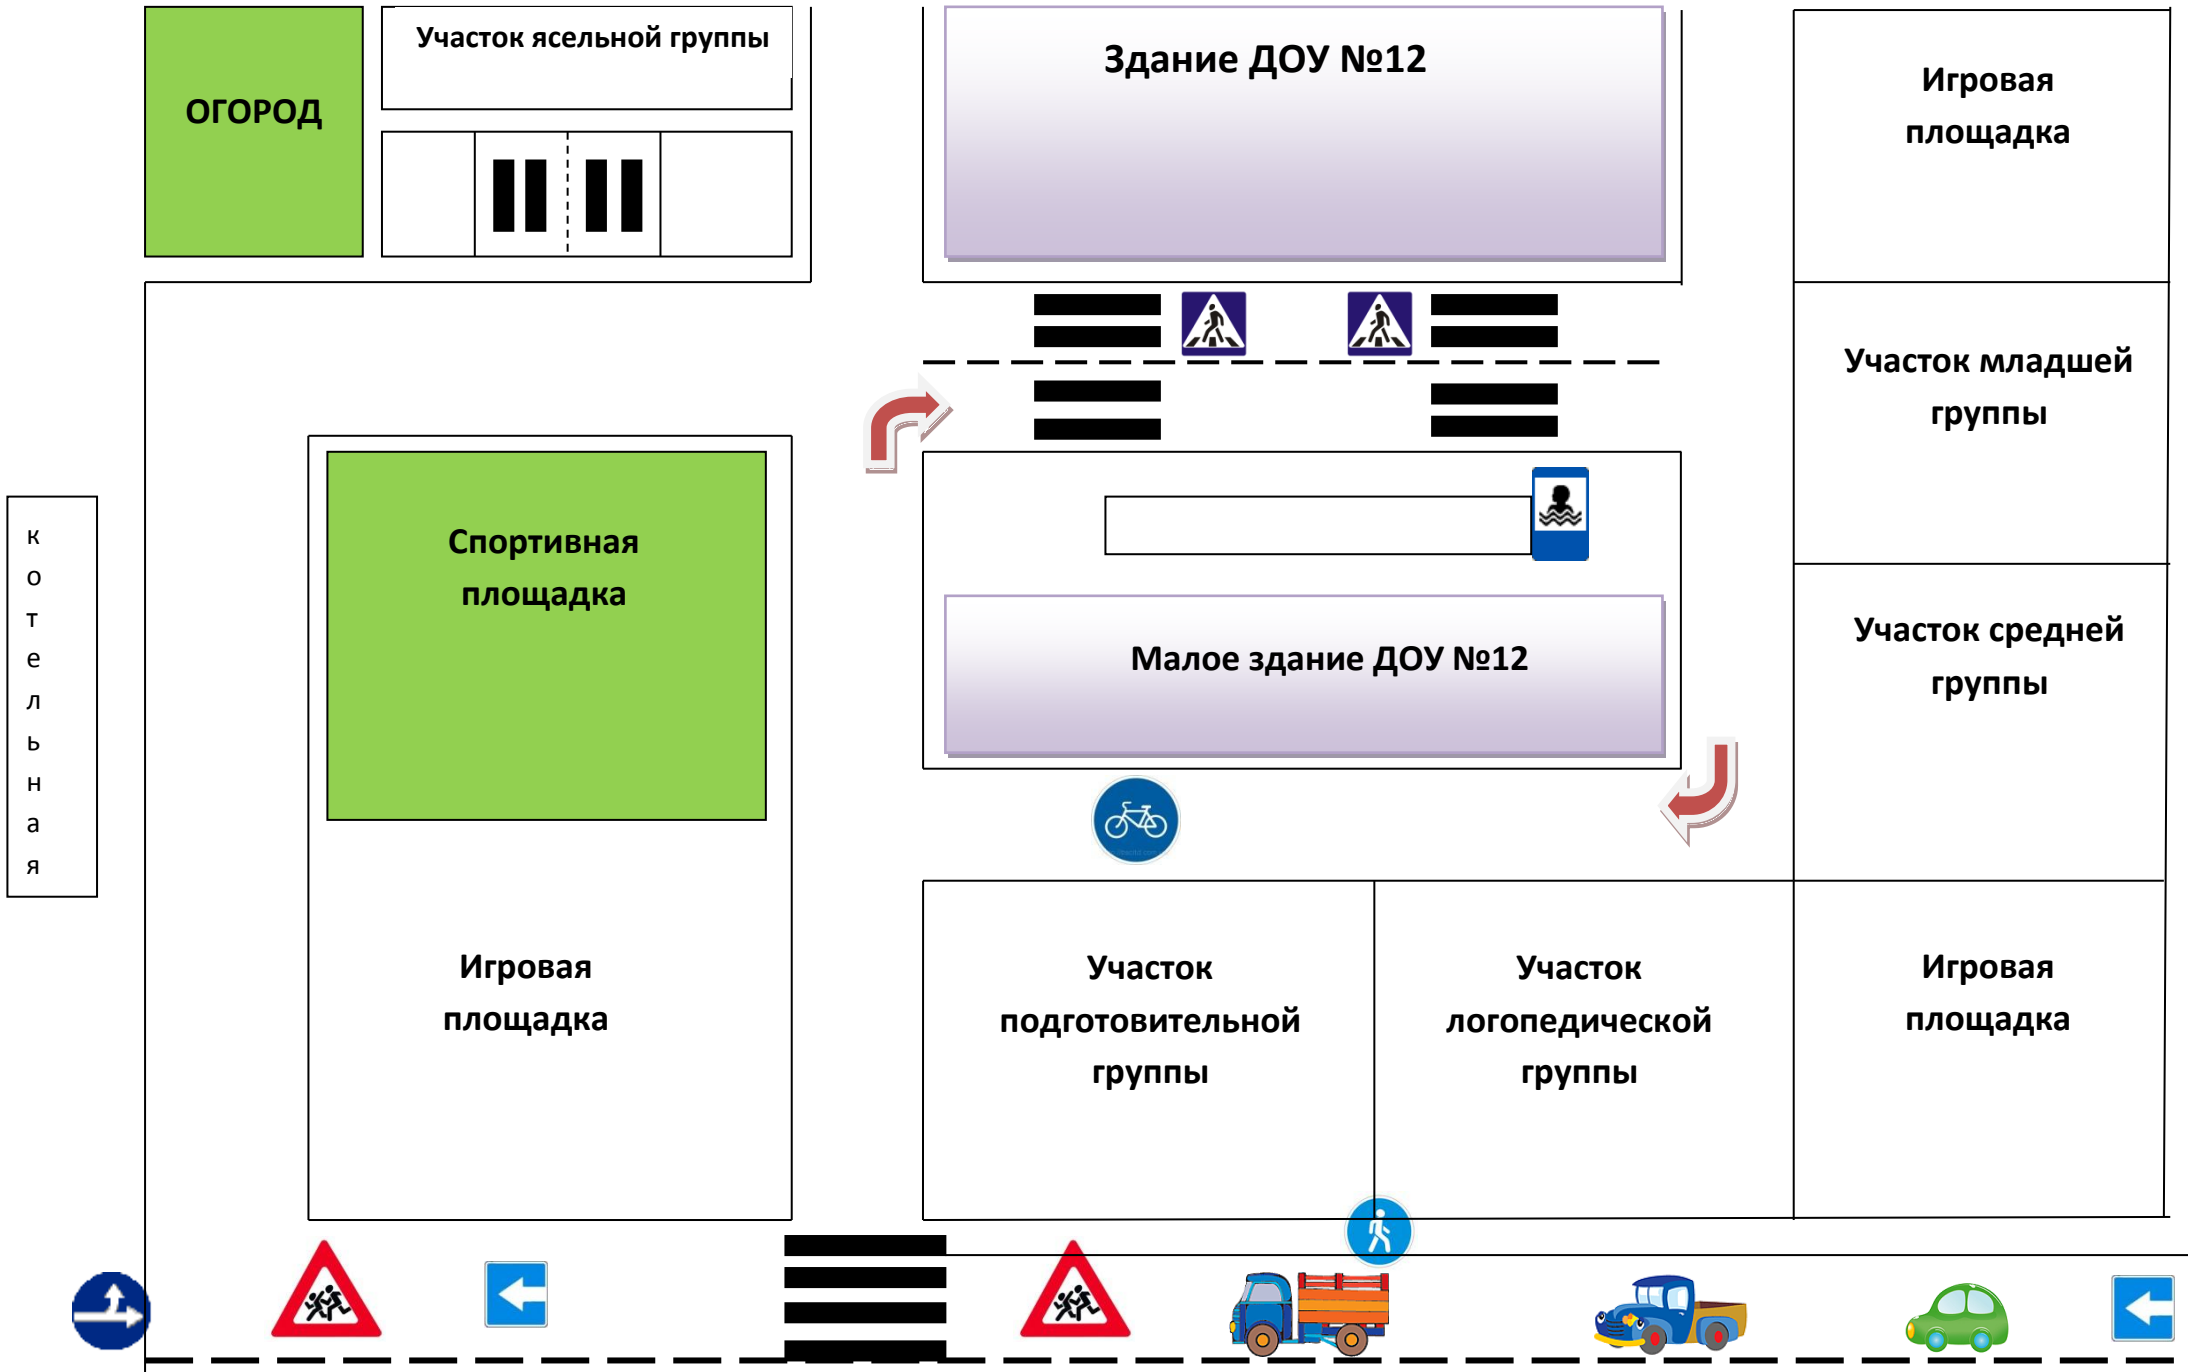 Участок ясельной группы
ОГОРОД
Здание ДОУ №12
Игровая
площадка
Участок младшей
группы
к
о
т
е
л
ь
н
а
я
Спортивная
площадка
Малое здание ДОУ №12
Участок средней
группы
Игровая
площадка
Участок
подготовительной
группы
Участок
логопедической
группы
Игровая
площадка